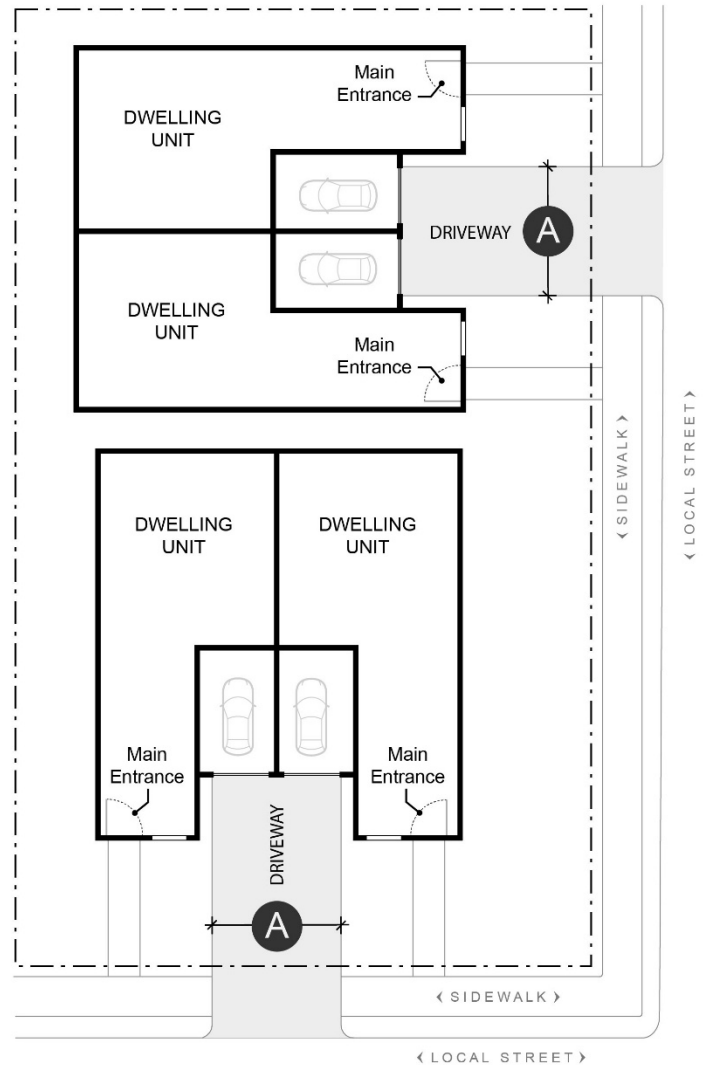 Main
Entrance
DWELLING
UNIT
DRIVEWAY
A
DWELLING
UNIT
Main
Entrance
SIDEWALK
LOCAL STREET
DWELLING
UNIT
DWELLING
UNIT
Main
Entrance
Main
Entrance
DRIVEWAY
A
SIDEWALK
LOCAL STREET